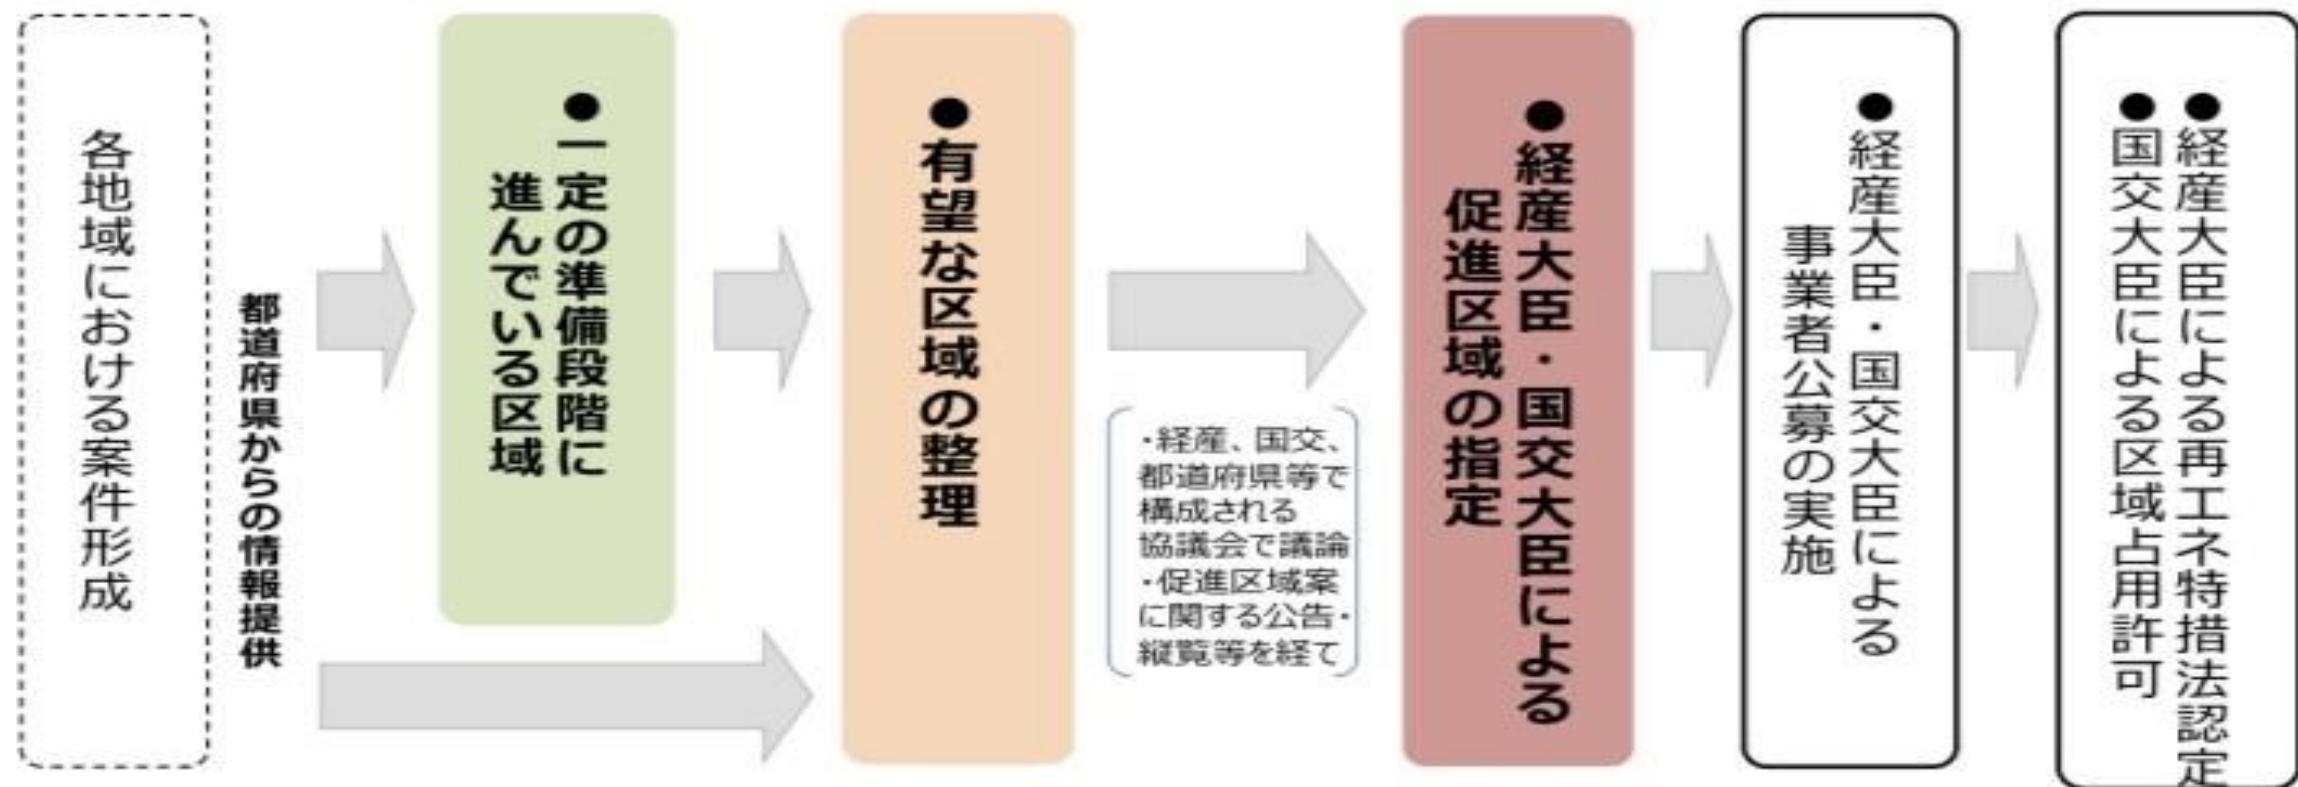 各地域における案件形成
都道府県からの情報提供
●一定の準備段階に
進んでいる区域
●有望な区域の整理
・経産、国交、
都道府県等で
構成される
協議会で議論
・促進区域案
に関する公告・
縦覧等を経て
●経産大臣・国交大臣による
促進区域の指定
●経産大臣・国交大臣による
事業者公募の実施
●経産大臣による再エネ特措法認定
●国交大臣による区域占用許可